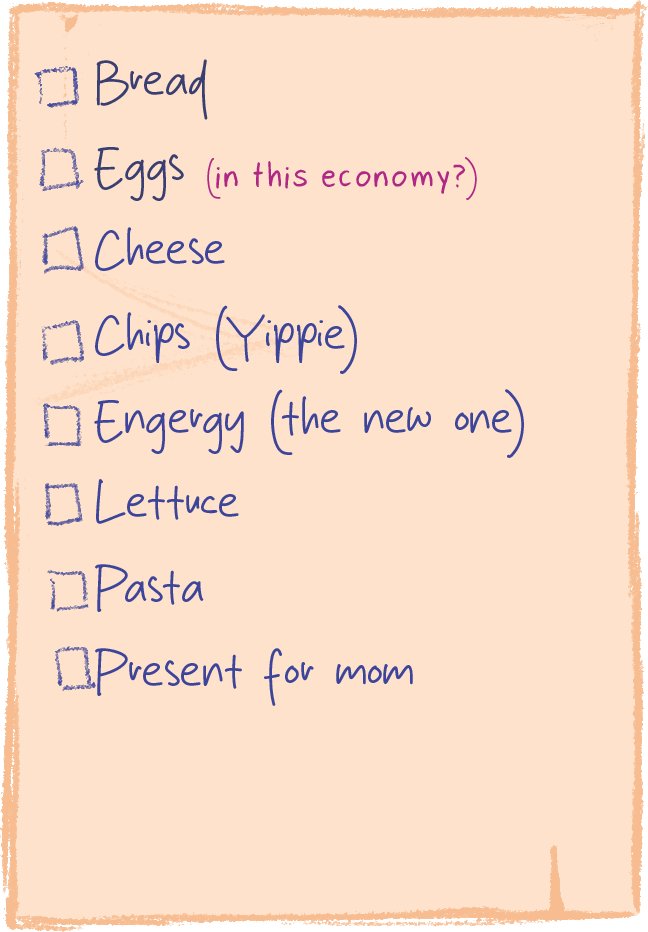 Bread
Eggs (in this economy?)
Cheese
Chips (Yippie)
Engergy (the new one)
Lettuce
Pasta
Present for mom